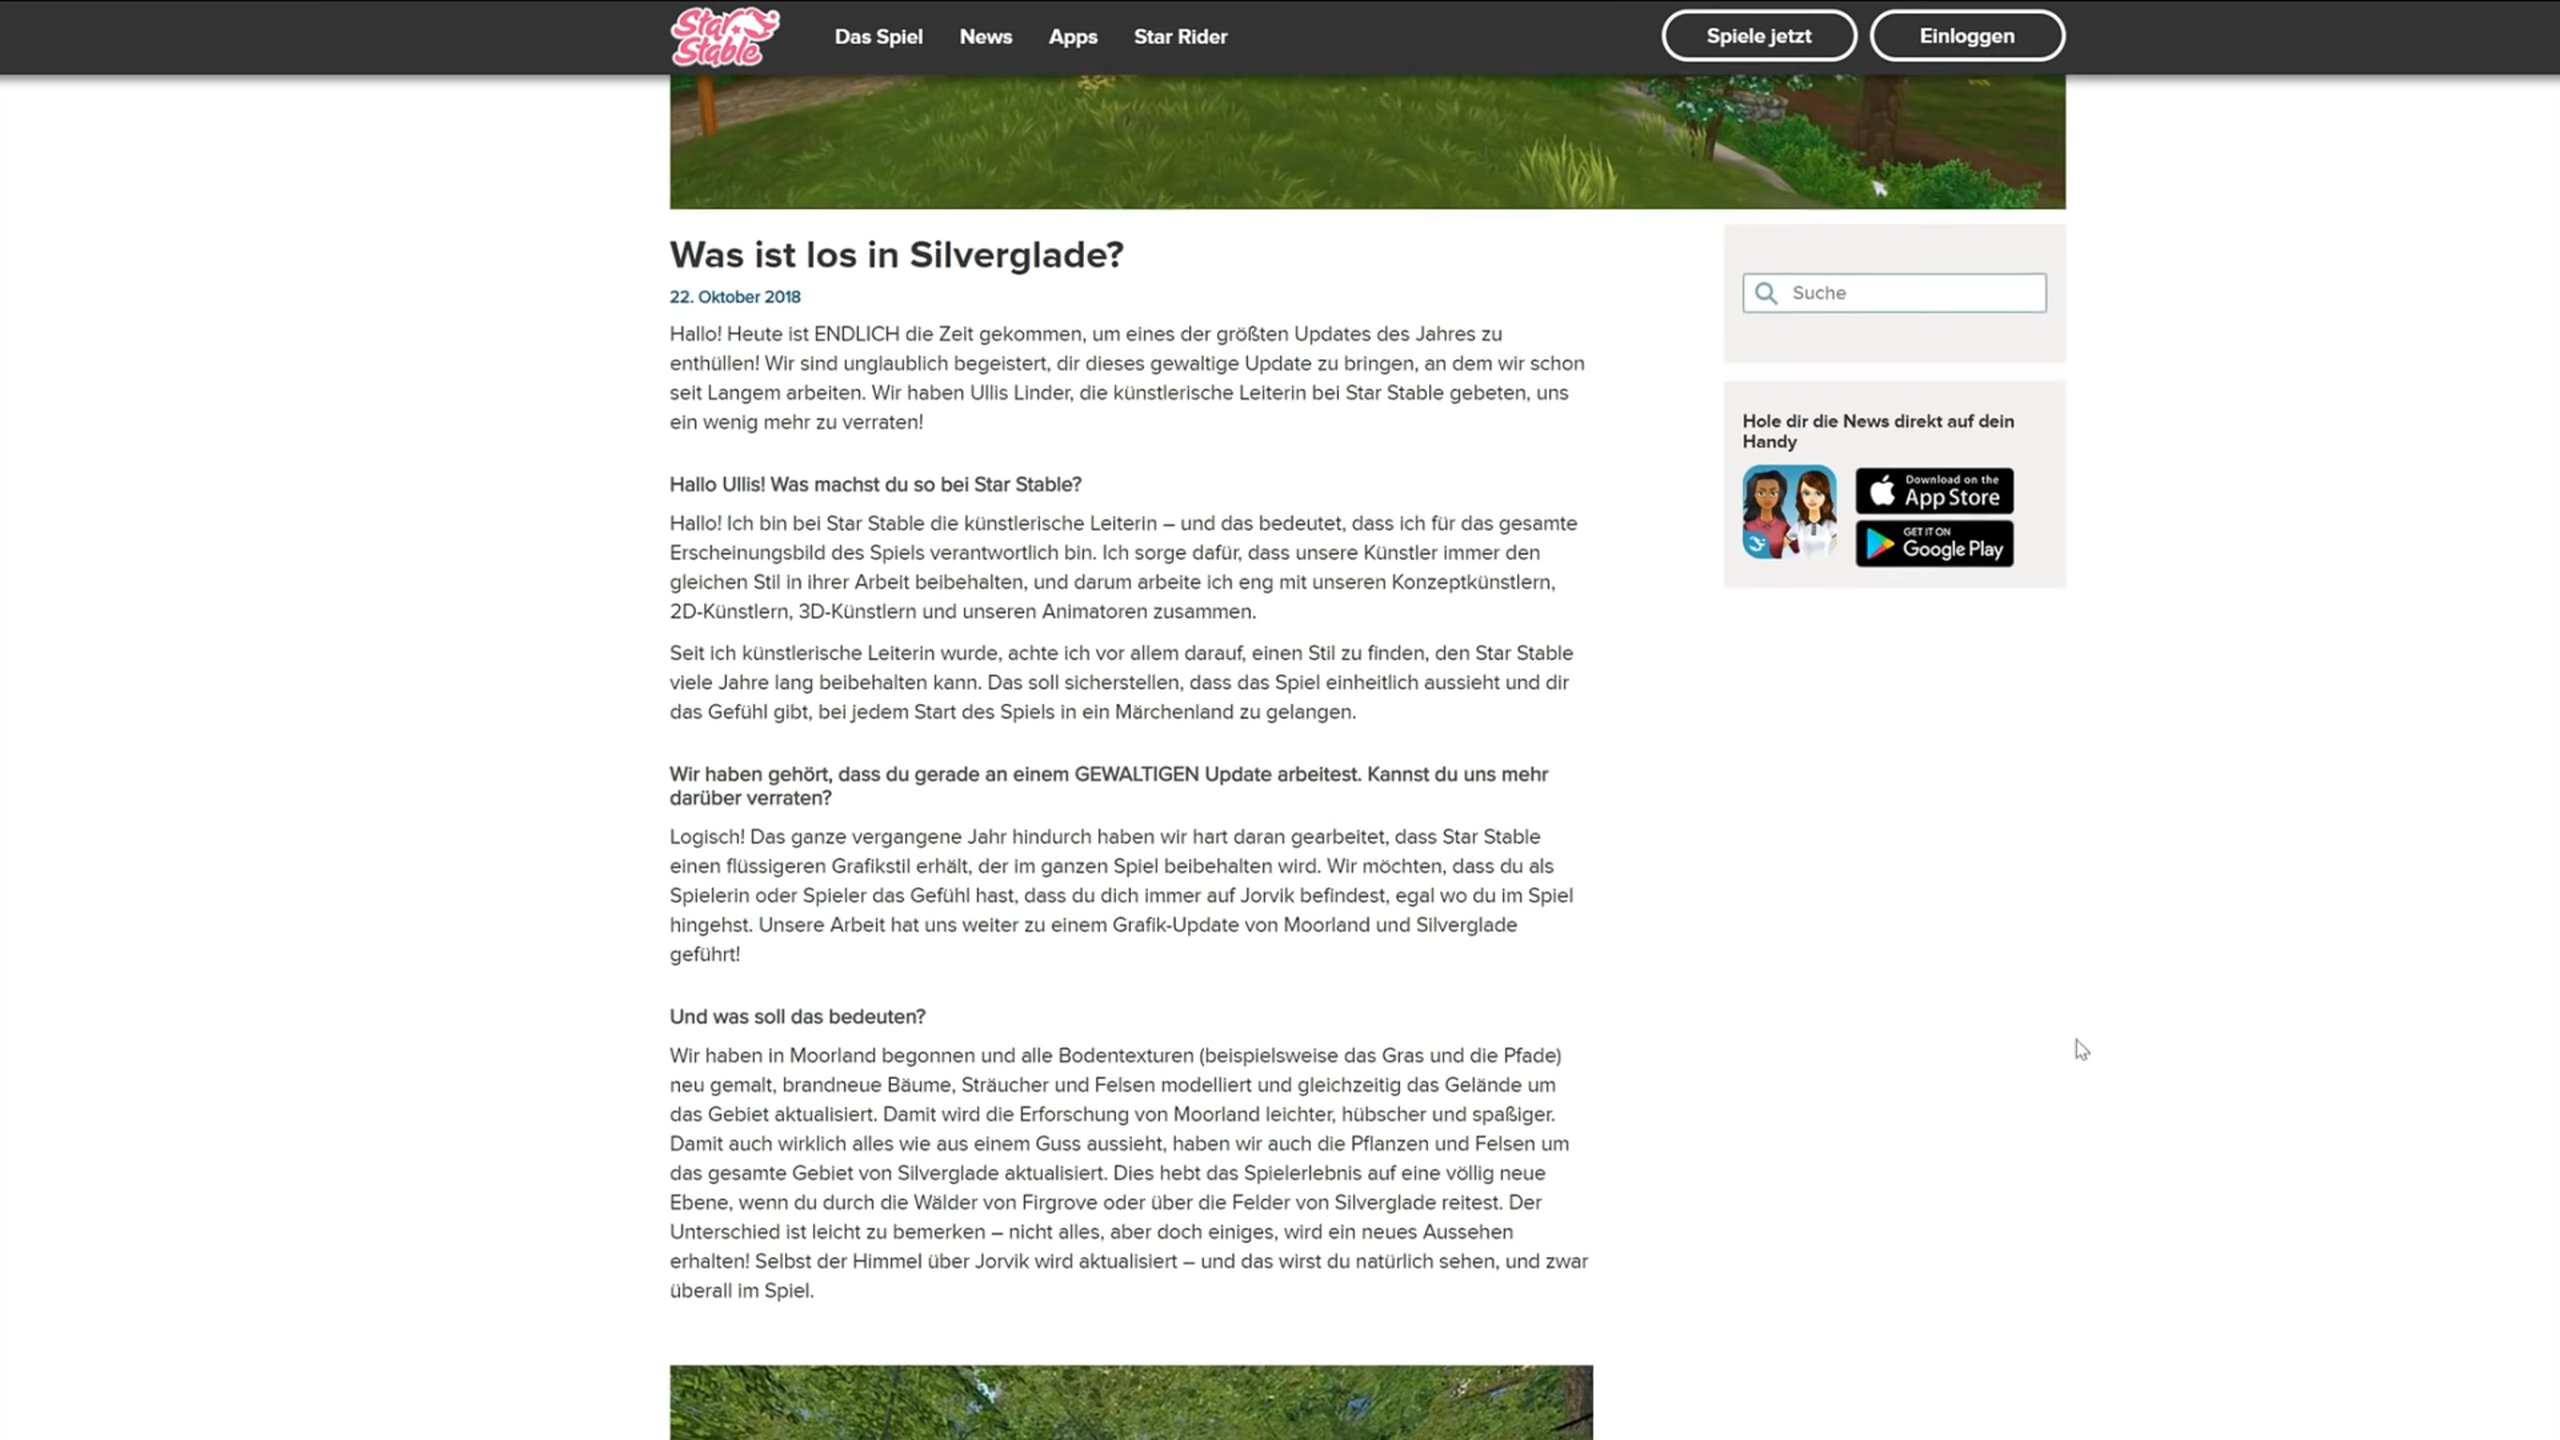 Star Stable
Das Spiel
News
Apps
Star Rider
Spiele jetzt
Einloggen
Was ist los in Silverglade?
22. Oktober 2018
Hallo! Heute ist ENDLICH die Zeit gekommen, um eines der größten Updates des Jahres zu
enthüllen! Wir sind unglaublich begeistert, dir dieses gewaltige Update zu bringen, an dem wir schon
seit Langem arbeiten. Wir haben Ullis Linder, die künstlerische Leiterin bei Star Stable gebeten, uns
ein wenig mehr zu verraten!
Hallo Ullis! Was machst du so bei Star Stable?
Hallo! Ich bin bei Star Stable die künstlerische Leiterin – und das bedeutet, dass ich für das gesamte
Erscheinungsbild des Spiels verantwortlich bin. Ich sorge dafür, dass unsere Künstler immer den
gleichen Stil in ihrer Arbeit beibehalten, und darum arbeite ich eng mit unseren Konzeptkünstlern,
2D-Künstlern, 3D-Künstlern und unseren Animatoren zusammen.
Seit ich künstlerische Leiterin wurde, achte ich vor allem darauf, einen Stil zu finden, den Star Stable
viele Jahre lang beibehalten kann. Das soll sicherstellen, dass das Spiel einheitlich aussieht und dir
das Gefühl gibt, bei jedem Start des Spiels in ein Märchenland zu gelangen.
Wir haben gehört, dass du gerade an einem GEWALTIGEN Update arbeitest. Kannst du uns mehr
darüber verraten?
Logisch! Das ganze vergangene Jahr hindurch haben wir hart daran gearbeitet, dass Star Stable
einen flüssigeren Grafikstil erhält, der im ganzen Spiel beibehalten wird. Wir möchten, dass du als
Spielerin oder Spieler das Gefühl hast, dass du dich immer auf Jorvik befindest, egal wo du im Spiel
hingehst. Unsere Arbeit hat uns weiter zu einem Grafik-Update von Moorland und Silverglade
geführt!
Und was soll das bedeuten?
Wir haben in Moorland begonnen und alle Bodentexturen (beispielsweise das Gras und die Pfade)
neu gemalt, brandneue Bäume, Sträucher und Felsen modelliert und gleichzeitig das Gelände um
das Gebiet aktualisiert. Damit wird die Erforschung von Moorland leichter, hübscher und spaßiger.
Damit auch wirklich alles wie aus einem Guss aussieht, haben wir auch die Pflanzen und Felsen um
das gesamte Gebiet von Silverglade aktualisiert. Dies hebt das Spielerlebnis auf eine völlig neue
Ebene, wenn du durch die Wälder von Firgrove oder über die Felder von Silverglade reitest. Der
Unterschied ist leicht zu bemerken – nicht alles, aber doch einiges, wird ein neues Aussehen
erhalten! Selbst der Himmel über Jorvik wird aktualisiert – und das wirst du natürlich sehen, und zwar
überall im Spiel.
Suche
Hole dir die News direkt auf dein
Handy
Download on the
App Store
GET IT ON
Google Play